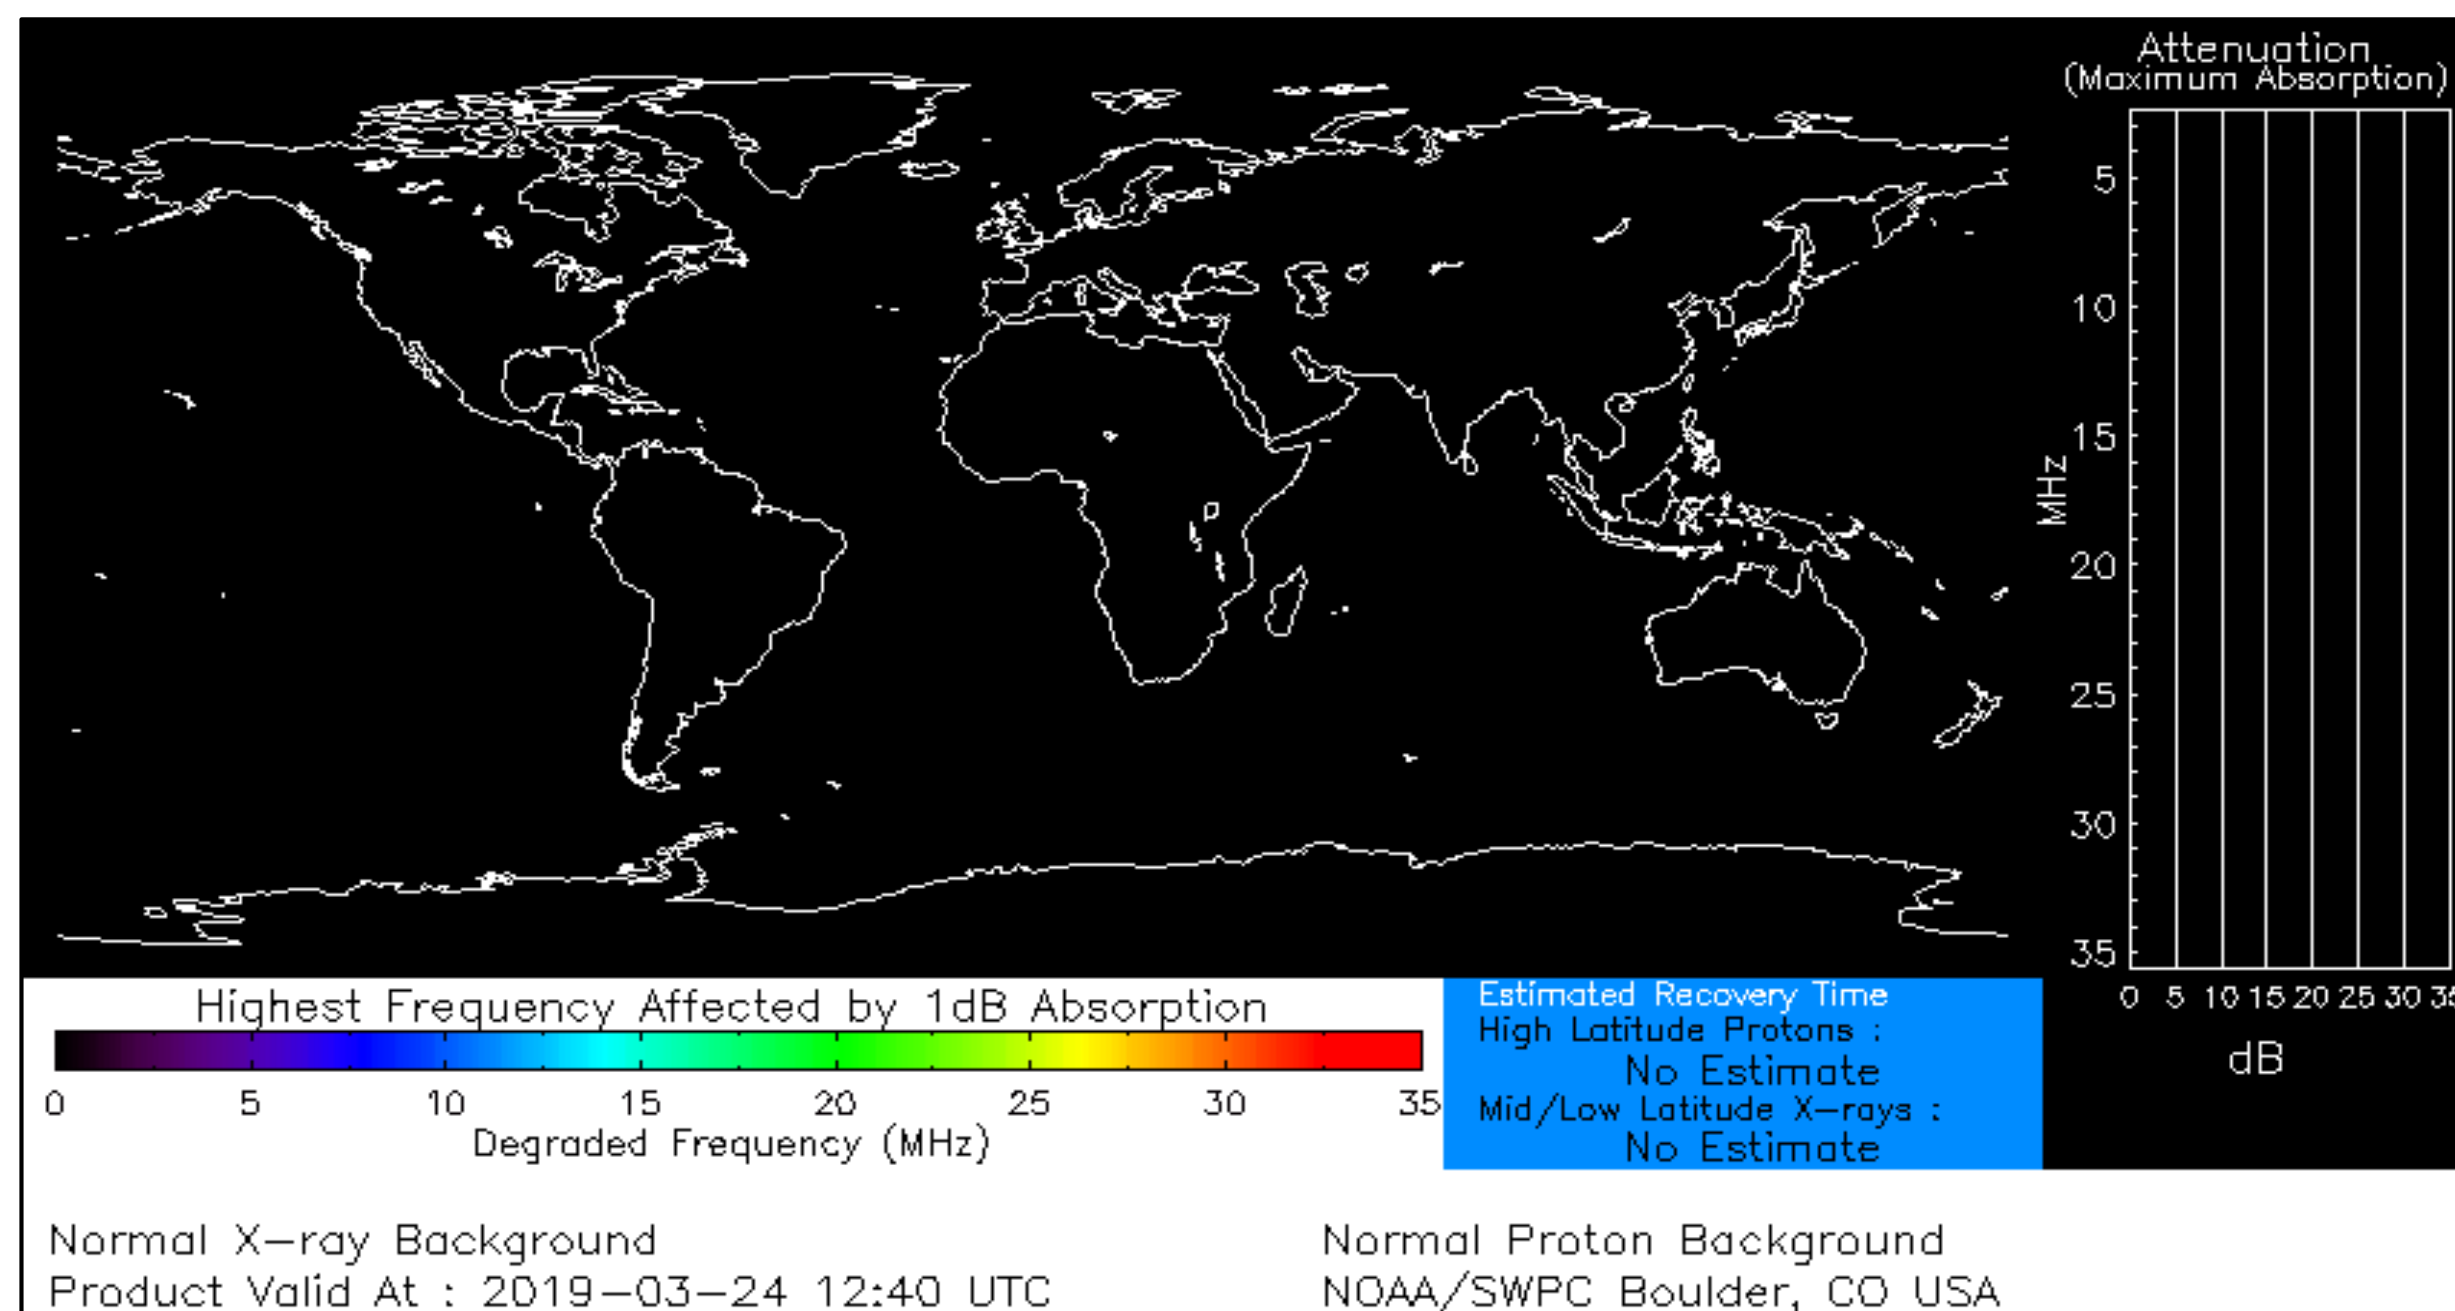 Attenuation
(Maximum Absorption)
5
10
15
20
25
30
35
MHz
0 5 10 15 20 25 30 35
dB
Highest Frequency Affected by 1dB Absorption
0 5 10 15 20 25 30 35
Degraded Frequency (MHz)
Estimated Recovery Time
High Latitude Protons :
No Estimate
Mid/Low Latitude X-rays :
No Estimate
Normal X-ray Background
Normal Proton Background
Product Valid At : 2019-03-24 12:40 UTC
NOAA/SWPC Boulder, CO USA